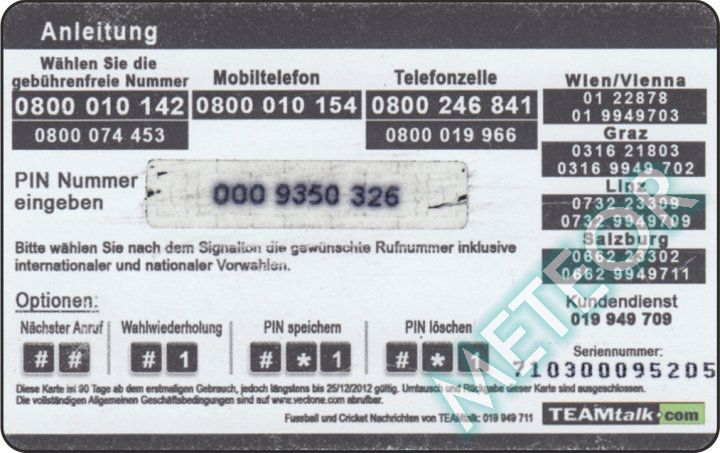 Anleitung
Wählen Sie die
gebührenfreie Nummer
0800 010 142
0800 074 453
Mobiltelefon
0800 010 154
Telefonzelle
0800 246 841
0800 019 966
Wien/Vienna
01 22878
01 9949703
Graz
0316 21803
0316 9949 702
Linz
0732 23399
0732 9949709
Salzburg
0662 23302
0662 9949711
PIN Nummer
eingeben
000 9350 326
Bitte wählen Sie nach dem Signalton die gewünschte Rufnummer inklusive
internationaler und nationaler Vorwahlen.
Optionen:
Nächster Anruf
# #
Wahlwiederholung
# 1
PIN speichern
# * 1
PIN löschen
# *
Kundendienst
019 949 709
Seriennummer:
710300095205
Diese Karte ist 90 Tage ab dem erstmaligen Gebrauch, jedoch längstens bis 25/12/2012 gültig. Umtausch und Rückgabe dieser Karte sind ausgeschlossen.
Die vollständigen Allgemeinen Geschäftsbedingungen sind auf www.vectone.com abrufbar.
Fussball und Cricket Nachrichten von TEAMtalk: 019 949 711
TEAMtalk.com
METEOR